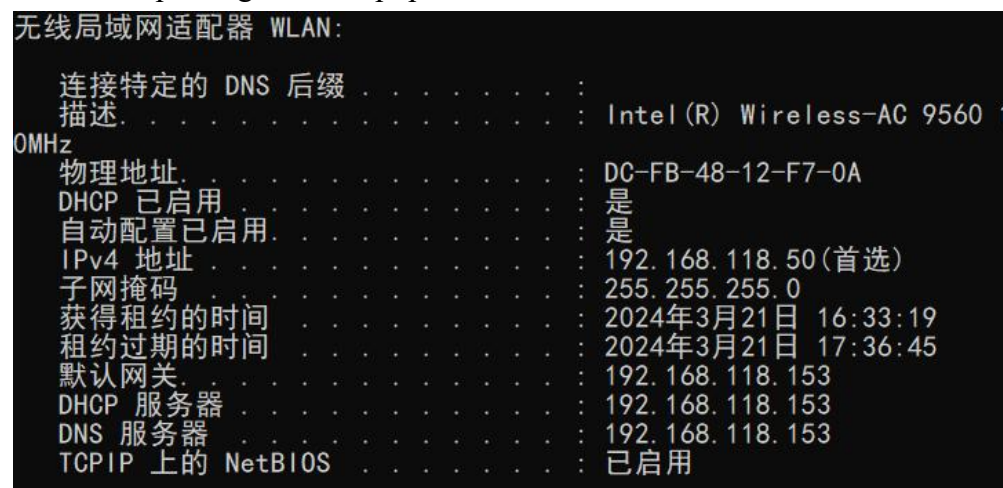 无线局域网适配器 WLAN:
连接特定的 DNS 后缀 . . . . . . . :
描述. . . . . . . . . . . . . . . : Intel(R) Wireless-AC 9560
0MHz
物理地址. . . . . . . . . . . . . : DC-FB-48-12-F7-0A
DHCP 已启用 . . . . . . . . . . . : 是
自动配置已启用. . . . . . . . . . : 是
IPv4 地址 . . . . . . . . . . . . : 192.168.118.50(首选)
子网掩码 . . . . . . . . . . . . : 255.255.255.0
获得租约的时间 . . . . . . . . . : 2024年3月21日 16:33:19
租约过期的时间 . . . . . . . . . : 2024年3月21日 17:36:45
默认网关. . . . . . . . . . . . . : 192.168.118.153
DHCP 服务器 . . . . . . . . . . . : 192.168.118.153
DNS 服务器 . . . . . . . . . . . : 192.168.118.153
TCPIP 上的 NetBIOS . . . . . . . : 已启用